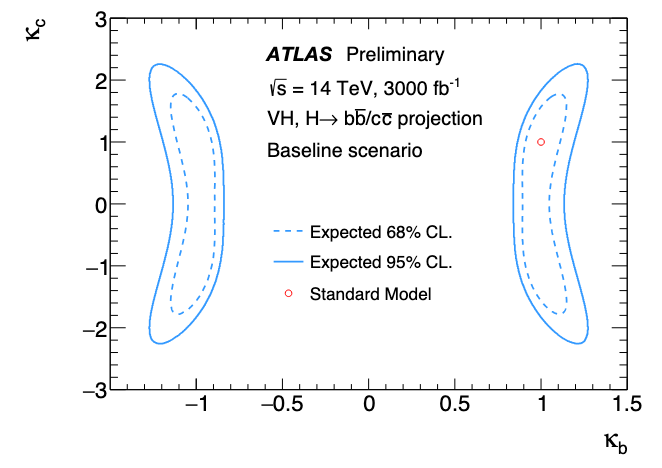 κc
3
2
1
0
−1
−2
−3
ATLAS Preliminary
√s = 14 TeV, 3000 fb⁻¹
VH, H→ bb̅/cc̅ projection
Baseline scenario
Expected 68% CL.
Expected 95% CL.
Standard Model
−1 −0.5 0 0.5 1 1.5
κb